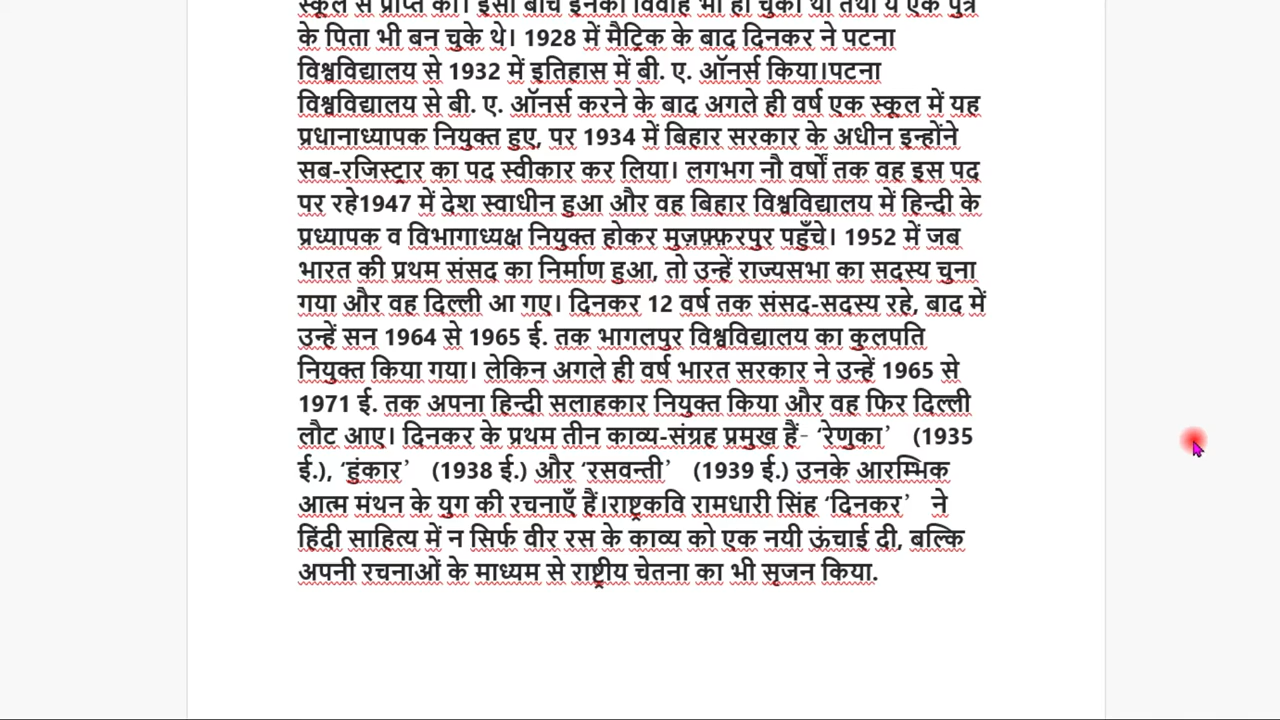 स्कूल से प्राप्त की। इसी बीच इनका विवाह भी हो चुका था तथा ये एक पुत्र
के पिता भी बन चुके थे। 1928 में मैट्रिक के बाद दिनकर ने पटना
विश्वविद्यालय से 1932 में इतिहास में बी. ए. ऑनर्स किया।पटना
विश्वविद्यालय से बी. ए. ऑनर्स करने के बाद अगले ही वर्ष एक स्कूल में यह
प्रधानाध्यापक नियुक्त हुए, पर 1934 में बिहार सरकार के अधीन इन्होंने
सब-रजिस्ट्रार का पद स्वीकार कर लिया। लगभग नौ वर्षों तक वह इस पद
पर रहे1947 में देश स्वाधीन हुआ और वह बिहार विश्वविद्यालय में हिन्दी के
प्रध्यापक व विभागाध्यक्ष नियुक्त होकर मुज़फ़्फ़रपुर पहुँचे। 1952 में जब
भारत की प्रथम संसद का निर्माण हुआ, तो उन्हें राज्यसभा का सदस्य चुना
गया और वह दिल्ली आ गए। दिनकर 12 वर्ष तक संसद-सदस्य रहे, बाद में
उन्हें सन 1964 से 1965 ई. तक भागलपुर विश्वविद्यालय का कुलपति
नियुक्त किया गया। लेकिन अगले ही वर्ष भारत सरकार ने उन्हें 1965 से
1971 ई. तक अपना हिन्दी सलाहकार नियुक्त किया और वह फिर दिल्ली
लौट आए। दिनकर के प्रथम तीन काव्य-संग्रह प्रमुख हैं– ‘रेणुका’ (1935
ई.), ‘हुंकार’ (1938 ई.) और ‘रसवन्ती’ (1939 ई.) उनके आरम्भिक
आत्म मंथन के युग की रचनाएँ हैं।राष्ट्रकवि रामधारी सिंह ‘दिनकर’ ने
हिंदी साहित्य में न सिर्फ वीर रस के काव्य को एक नयी ऊंचाई दी, बल्कि
अपनी रचनाओं के माध्यम से राष्ट्रीय चेतना का भी सृजन किया.